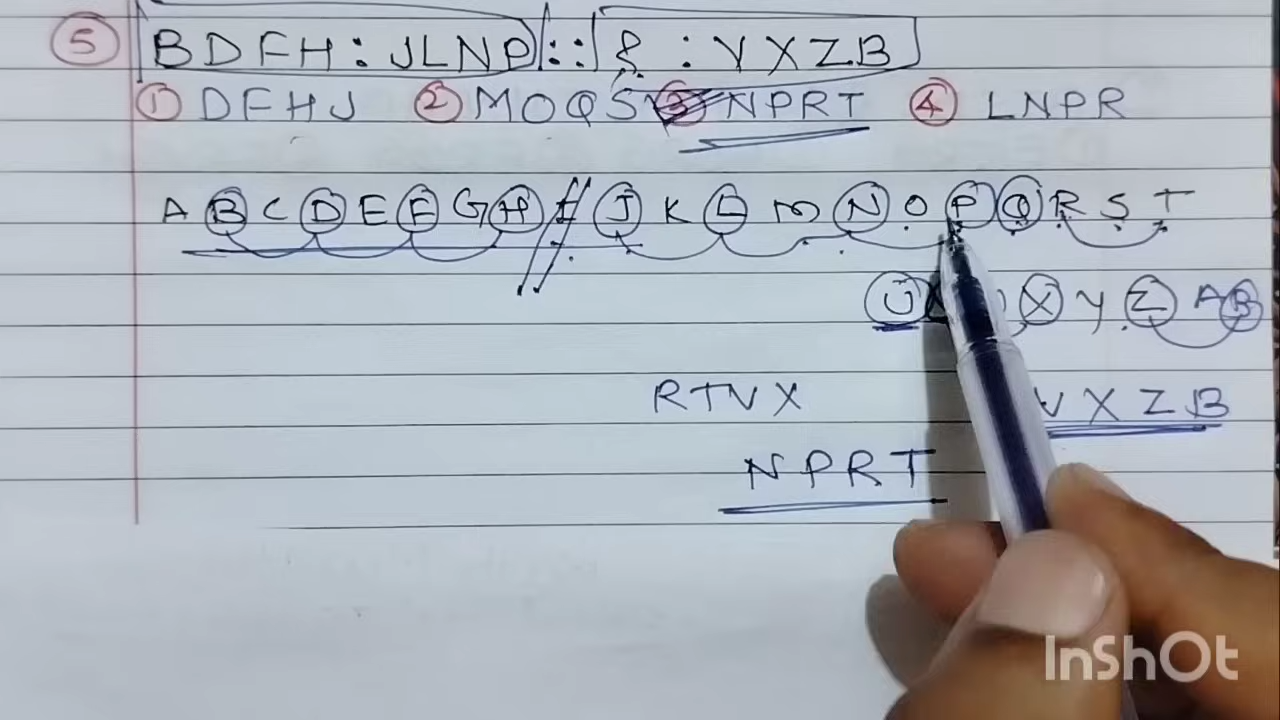 5 BDFH : JLNP :: ? : VXZB
1 DFHJ 2 MOQS 3 NPRT 4 LNPR
A B C D E F G H I J K L M N O P Q R S T
U X Y Z A B
RTVX VXZB
NPRT
InShOt